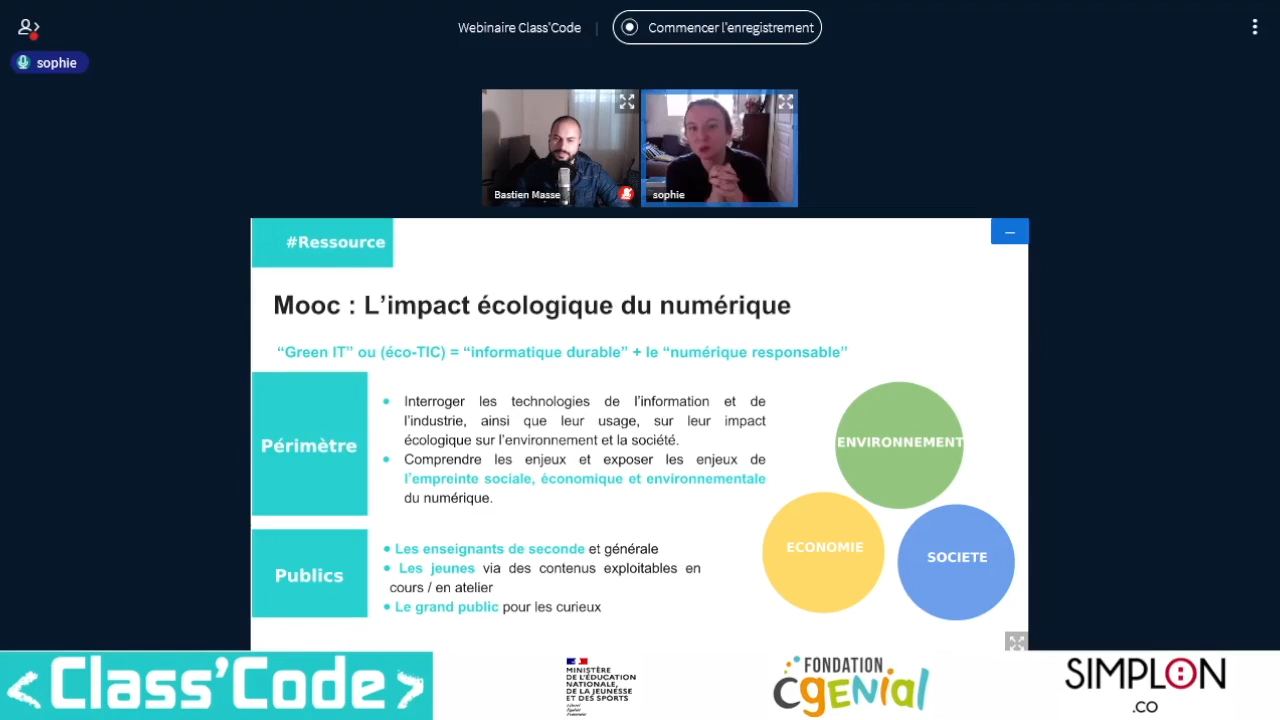 Webinaire Class'Code
Commencer l'enregistrement
sophie
Bastien Masse
sophie
#Ressource
Mooc : L’impact écologique du numérique
“Green IT” ou (éco-TIC) = “informatique durable” + le “numérique responsable”
Périmètre
● Interroger les technologies de l’information et de
l’industrie, ainsi que leur usage, sur leur impact
écologique sur l’environnement et la société.
● Comprendre les enjeux et exposer les enjeux de
l’empreinte sociale, économique et environnementale
du numérique.
ENVIRONNEMENT
ECONOMIE
SOCIETE
Publics
● Les enseignants de seconde et générale
● Les jeunes via des contenus exploitables en
cours / en atelier
● Le grand public pour les curieux
<Class’Code>
MINISTÈRE
DE L'ÉDUCATION
NATIONALE,
DE LA JEUNESSE
ET DES SPORTS
FONDATION
CGENIAL
SIMPLON
.CO